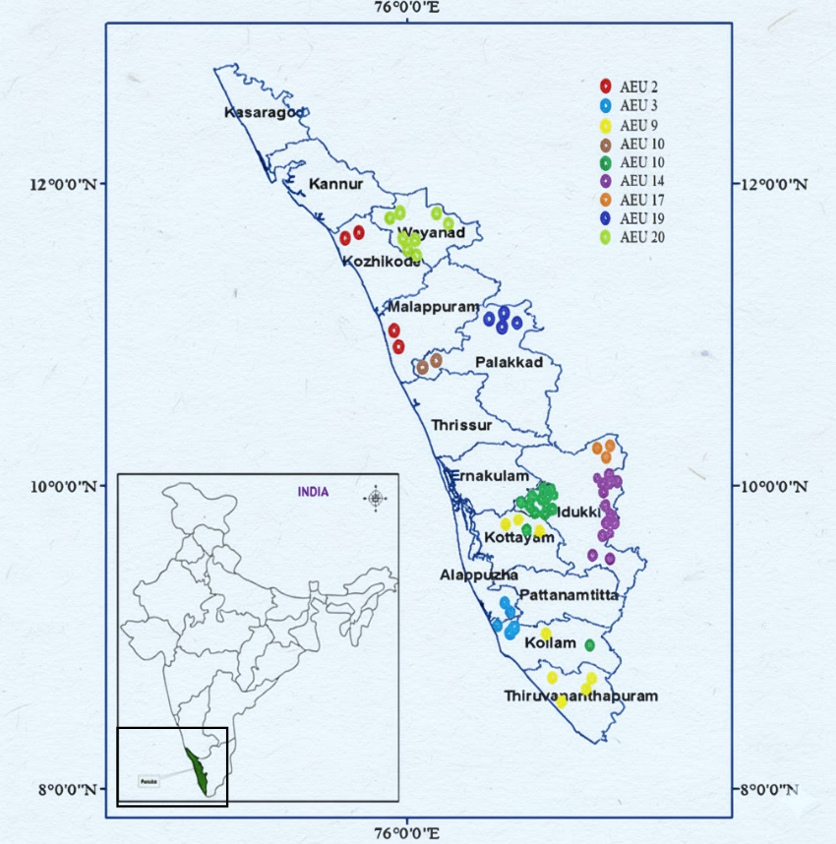 76°0'0"E
AEU 2
AEU 3
AEU 9
AEU 10
AEU 10
AEU 14
AEU 17
AEU 19
AEU 20
12°0'0"N
12°0'0"N
Kasaragod
Kannur
Wayanad
Kozhikode
Malappuram
Palakkad
Thrissur
10°0'0"N
10°0'0"N
Ernakulam
Idukki
Kottayam
Alappuzha
Pattanamtitta
Kollam
Thiruvananthapuram
INDIA
8°0'0"N
8°0'0"N
76°0'0"E